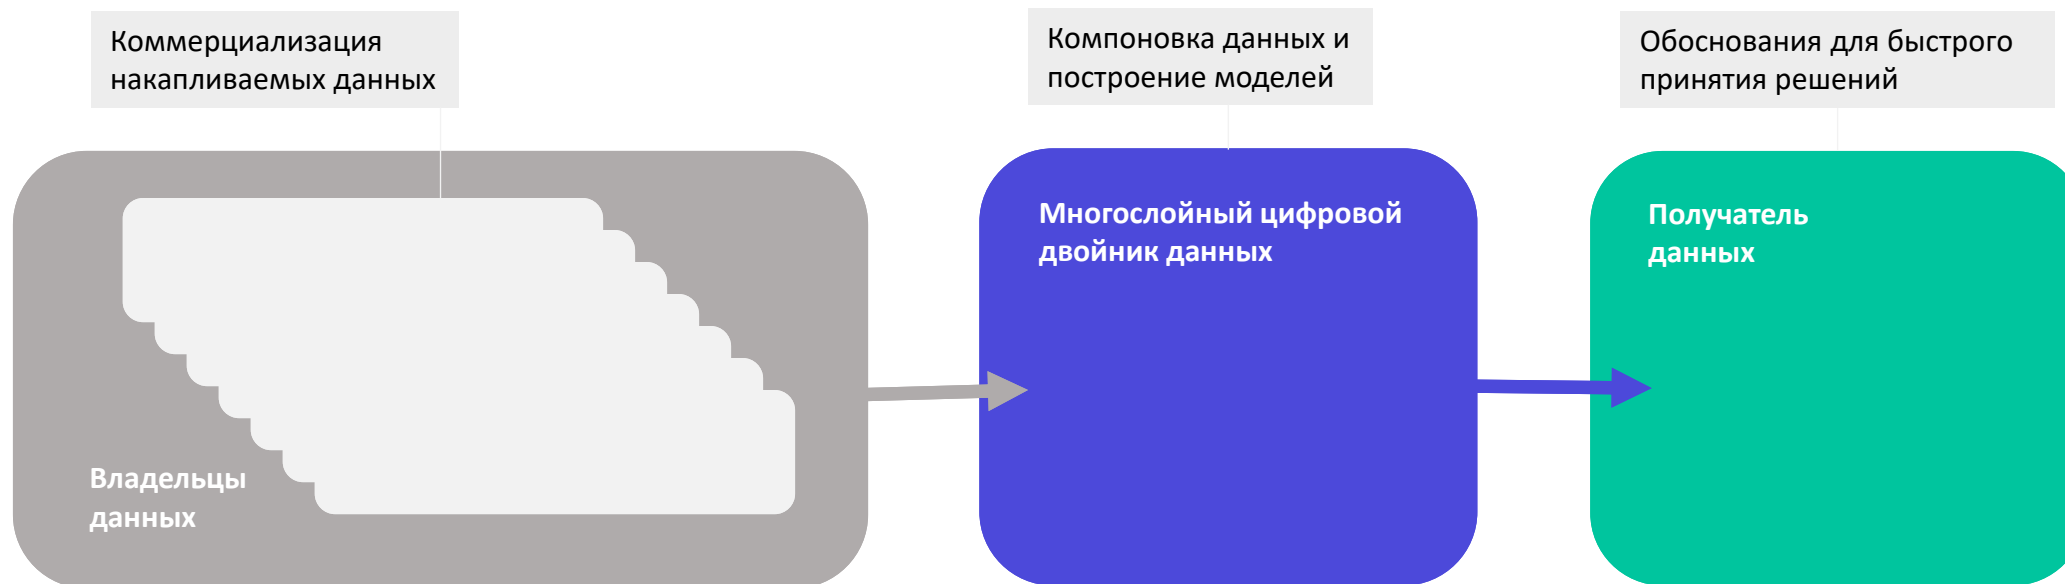 Коммерциализация
накапливаемых данных
Компоновка данных и
построение моделей
Обоснования для быстрого
принятия решений
Владельцы
данных
Многослойный цифровой
двойник данных
Получатель
данных